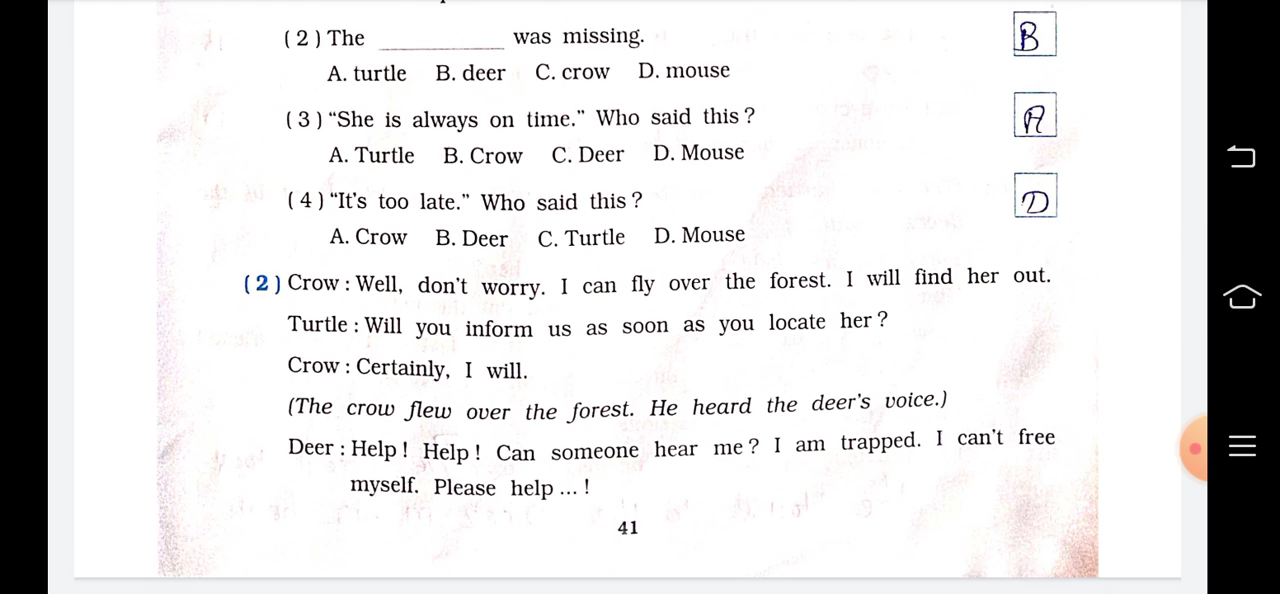 ( 2 ) The ____________ was missing. B
A. turtle B. deer C. crow D. mouse
( 3 ) “She is always on time.” Who said this ? A
A. Turtle B. Crow C. Deer D. Mouse
( 4 ) “It's too late.” Who said this ? D
A. Crow B. Deer C. Turtle D. Mouse
( 2 ) Crow : Well, don't worry. I can fly over the forest. I will find her out.
Turtle : Will you inform us as soon as you locate her ?
Crow : Certainly, I will.
(The crow flew over the forest. He heard the deer's voice.)
Deer : Help ! Help ! Can someone hear me ? I am trapped. I can't free
myself. Please help ... !
41